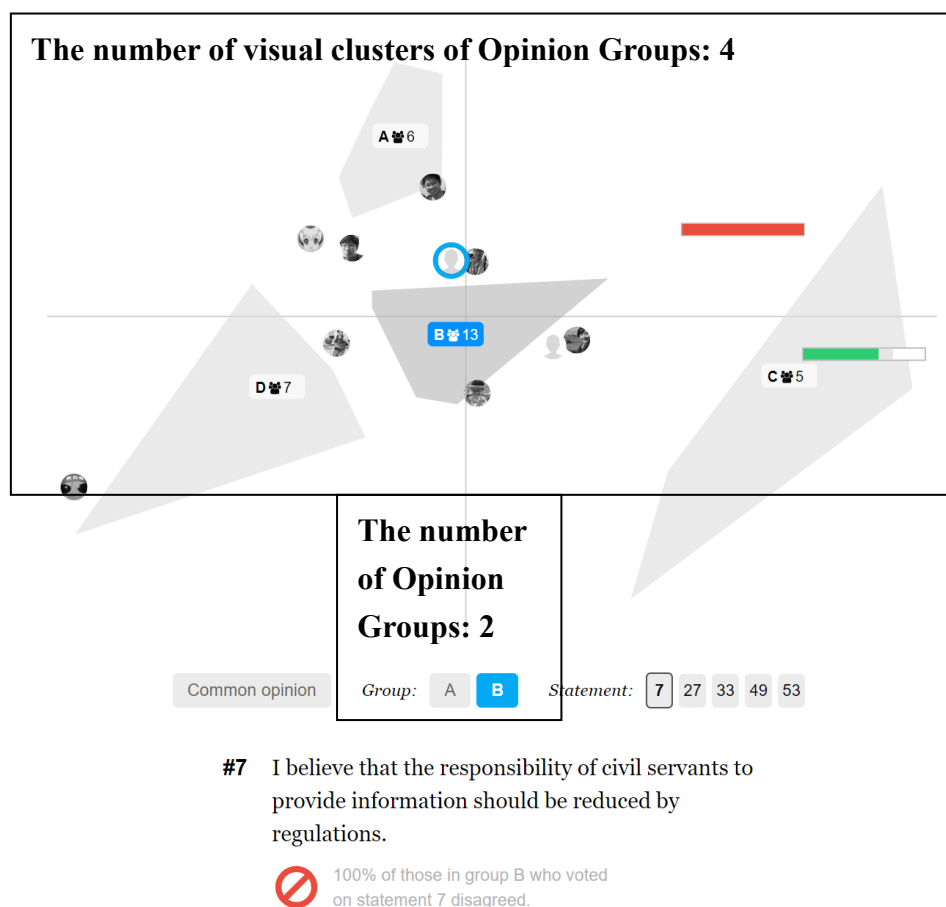 The number of visual clusters of Opinion Groups: 4
A 6
B 13
C 5
D 7
The number
of Opinion
Groups: 2
Common opinion Group: A B Statement: 7 27 33 49 53
#7 I believe that the responsibility of civil servants to
provide information should be reduced by
regulations.
100% of those in group B who voted
on statement 7 disagreed.